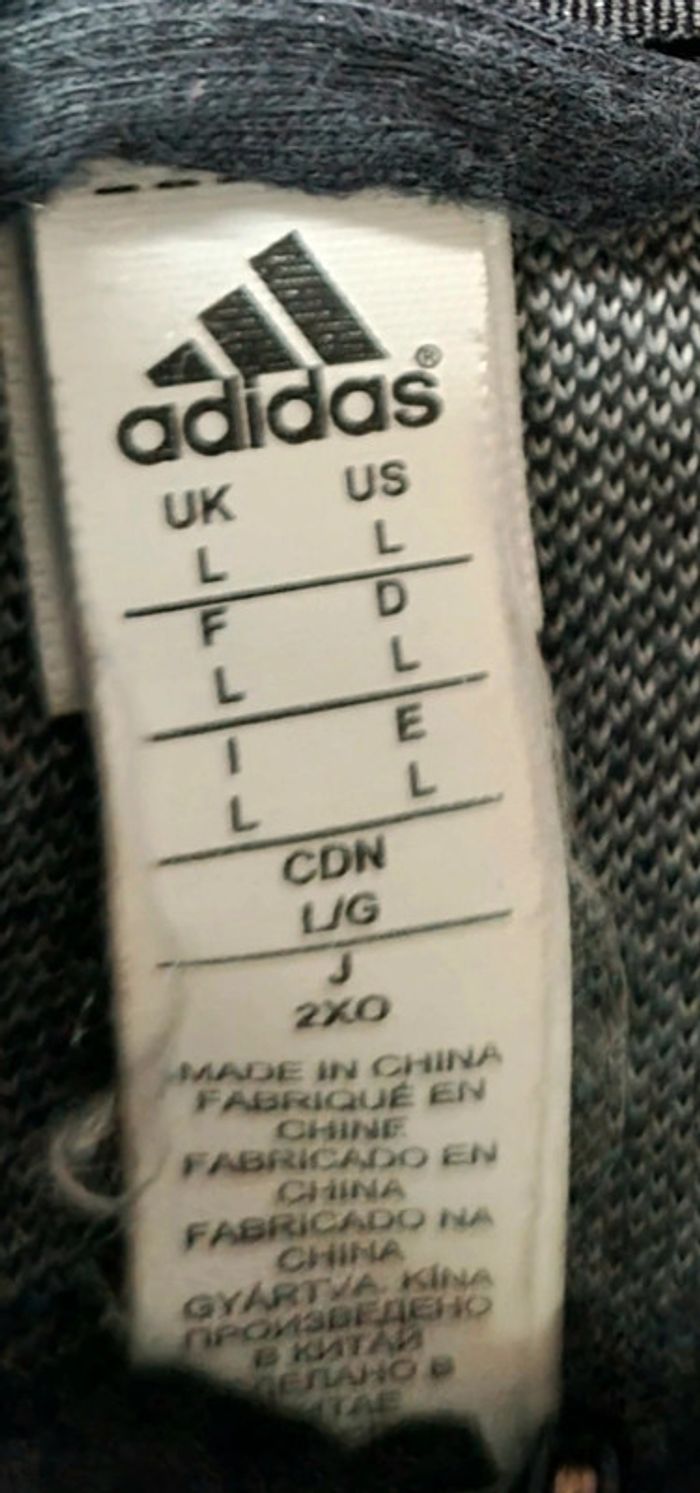 adidas®
UK US
L L
F D
L L
I E
L L
CDN
L/G
J
2XO
MADE IN CHINA
FABRIQUÉ EN
CHINE
FABRICADO EN
CHINA
FABRICADO NA
CHINA
GYÁRTVA KÍNA
ПРОИЗВЕДЕНО
В КИТАЙ